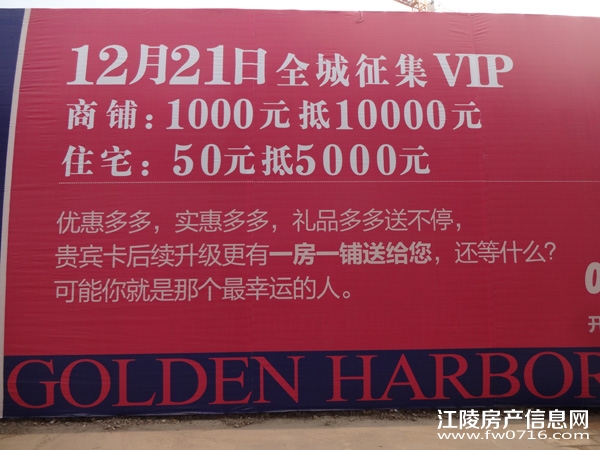 12月21日全城征集VIP
商铺：1000元抵10000元
住宅：50元抵5000元
优惠多多，实惠多多，礼品多多送不停，
贵宾卡后续升级更有一房一铺送给您，还等什么？
可能你就是那个最幸运的人。
0
开
GOLDEN HARBOR
江陵房产信息网
www.fw0716.com